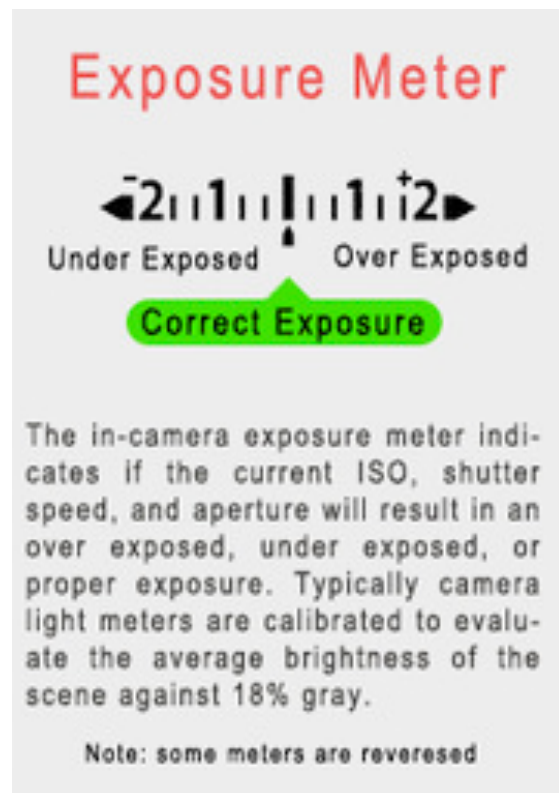 Exposure Meter
-2 1 1 +2
Under Exposed Over Exposed
Correct Exposure
The in-camera exposure meter indi-
cates if the current ISO, shutter
speed, and aperture will result in an
over exposed, under exposed, or
proper exposure. Typically camera
light meters are calibrated to evalu-
ate the average brightness of the
scene against 18% gray.
Note: some meters are reveresed